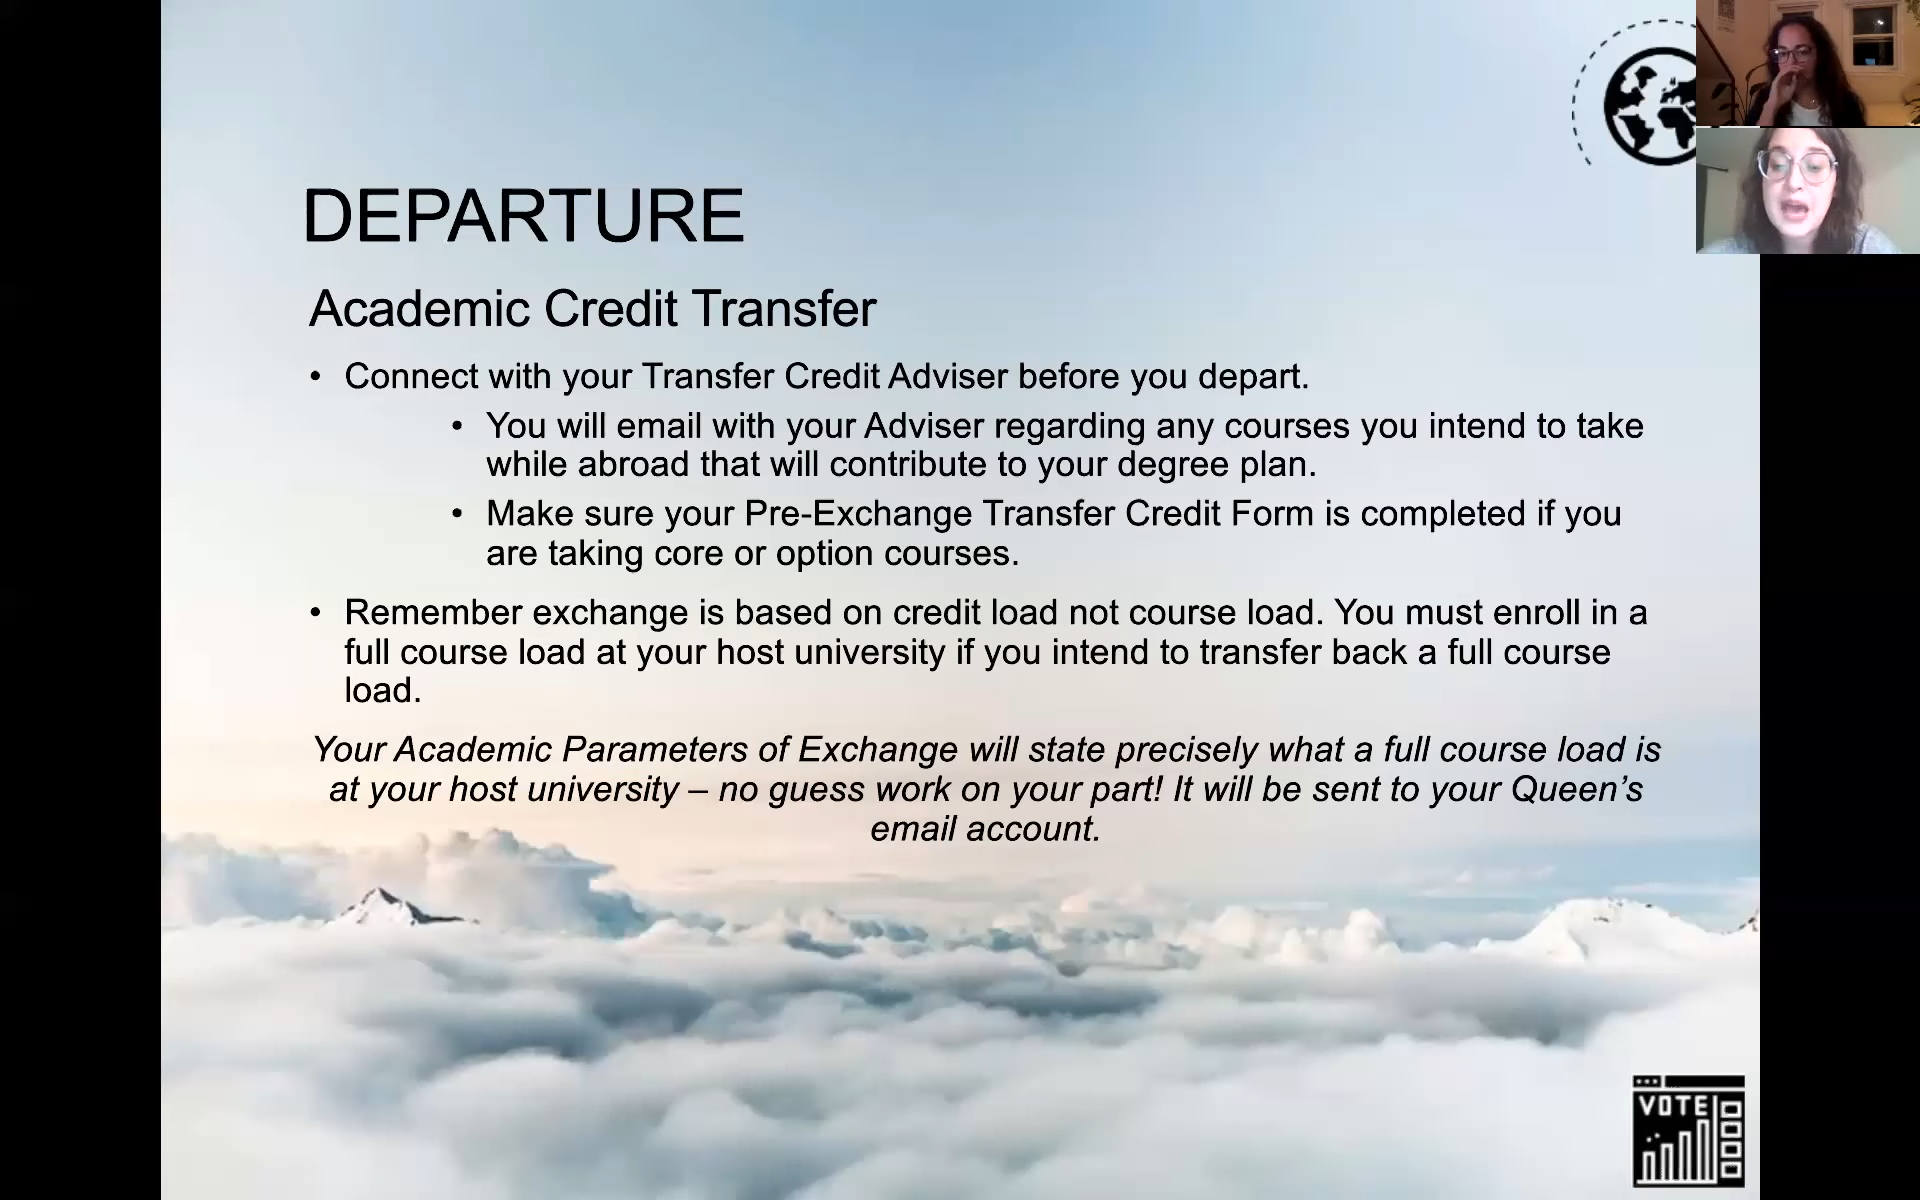 DEPARTURE
Academic Credit Transfer
• Connect with your Transfer Credit Adviser before you depart.
• You will email with your Adviser regarding any courses you intend to take
while abroad that will contribute to your degree plan.
• Make sure your Pre-Exchange Transfer Credit Form is completed if you
are taking core or option courses.
• Remember exchange is based on credit load not course load. You must enroll in a
full course load at your host university if you intend to transfer back a full course
load.
Your Academic Parameters of Exchange will state precisely what a full course load is
at your host university – no guess work on your part! It will be sent to your Queen’s
email account.
VOTE